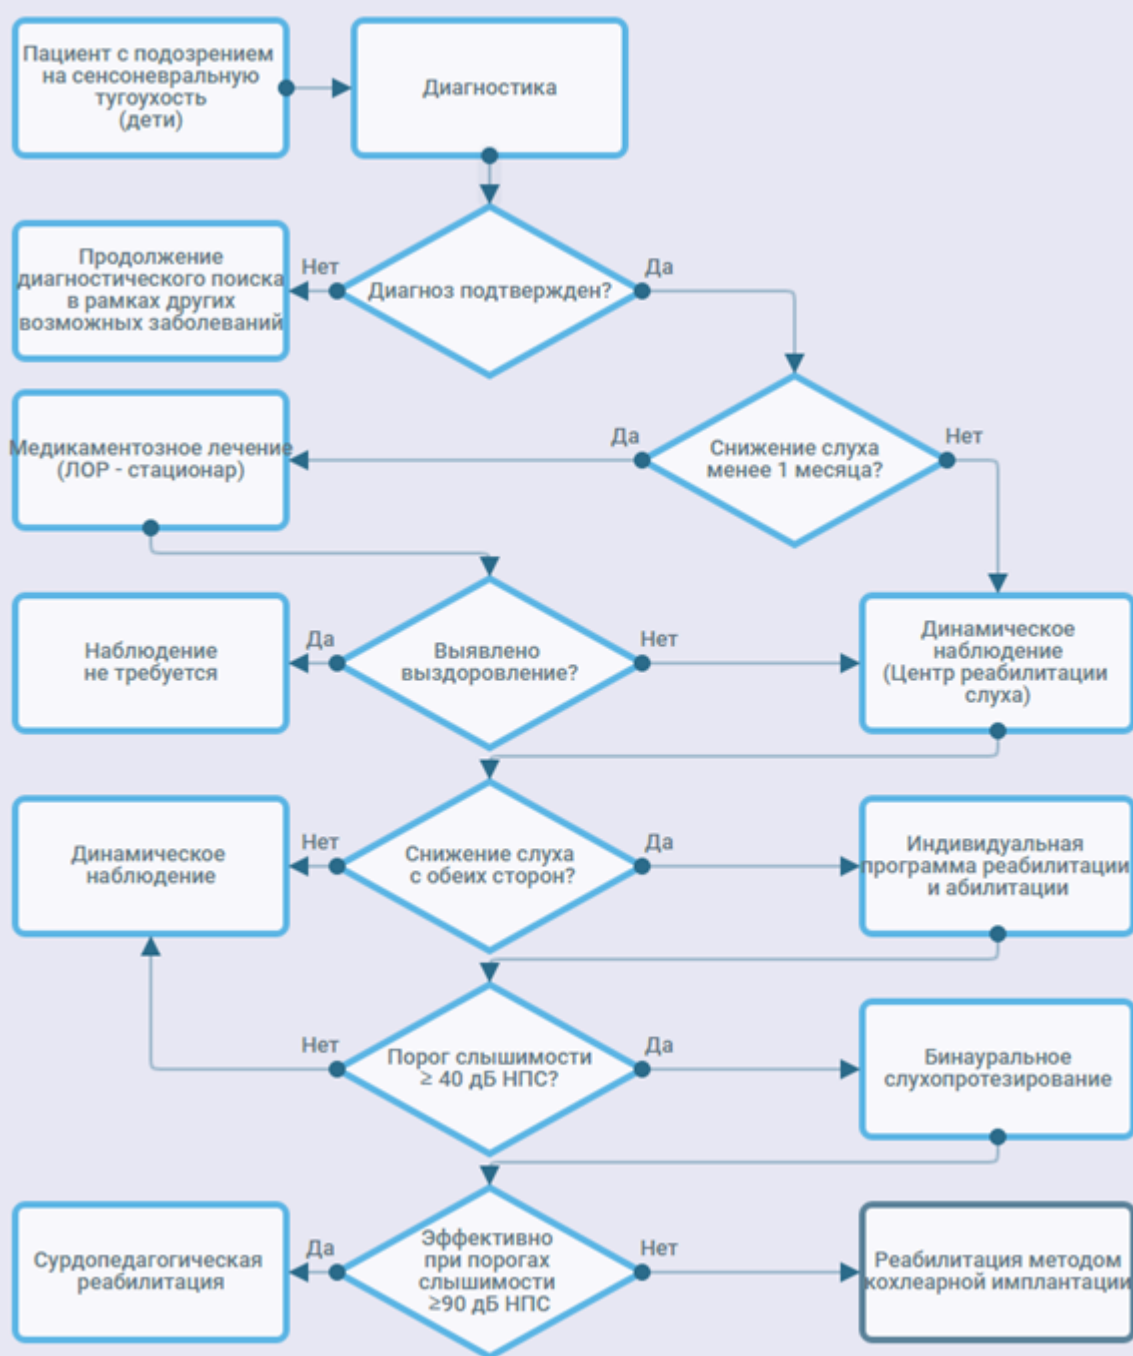 Пациент с подозрением
на сенсоневральную
тугоухость
(дети)
Диагностика
Продолжение
диагностического поиска
в рамках других
возможных заболеваний
Нет
Диагноз подтвержден?
Да
Медикаментозное лечение
(ЛОР - стационар)
Да
Снижение слуха
менее 1 месяца?
Нет
Наблюдение
не требуется
Да
Выявлено
выздоровление?
Нет
Динамическое
наблюдение
(Центр реабилитации
слуха)
Динамическое
наблюдение
Нет
Снижение слуха
с обеих сторон?
Да
Индивидуальная
программа реабилитации
и абилитации
Нет
Порог слышимости
≥ 40 дБ НПС?
Да
Бинауральное
слухопротезирование
Сурдопедагогическая
реабилитация
Да
Эффективно
при порогах
слышимости
≥90 дБ НПС
Нет
Реабилитация методом
кохлеарной имплантации